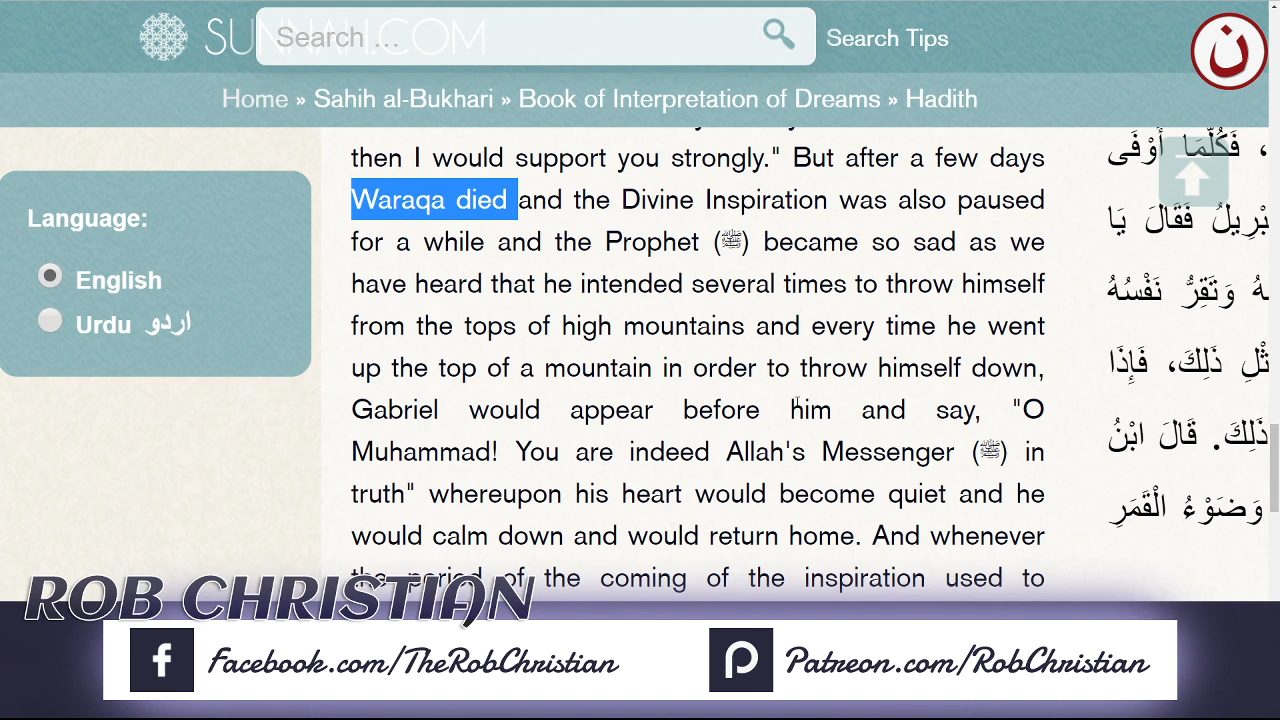 SUNNAH.COM
Search ...
Search Tips
ن
Home » Sahih al-Bukhari » Book of Interpretation of Dreams » Hadith
Language:
English
Urdu اردو
then I would support you strongly." But after a few days
Waraqa died and the Divine Inspiration was also paused
for a while and the Prophet (ﷺ) became so sad as we
have heard that he intended several times to throw himself
from the tops of high mountains and every time he went
up the top of a mountain in order to throw himself down,
Gabriel would appear before him and say, "O
Muhammad! You are indeed Allah's Messenger (ﷺ) in
truth" whereupon his heart would become quiet and he
would calm down and would return home. And whenever
the period of the coming of the inspiration used to
، فَكُلَّمَا أَوْفَى
بْرِيلُ فَقَالَ يَا
هُ وَتَقِرُّ نَفْسُهُ
ثْلِ ذَلِكَ، فَإِذَا
ذَلِكَ. قَالَ ابْنُ
وَضَوْءُ الْقَمَرِ
ROB CHRISTIAN
Facebook.com/TheRobChristian
Patreon.com/RobChristian